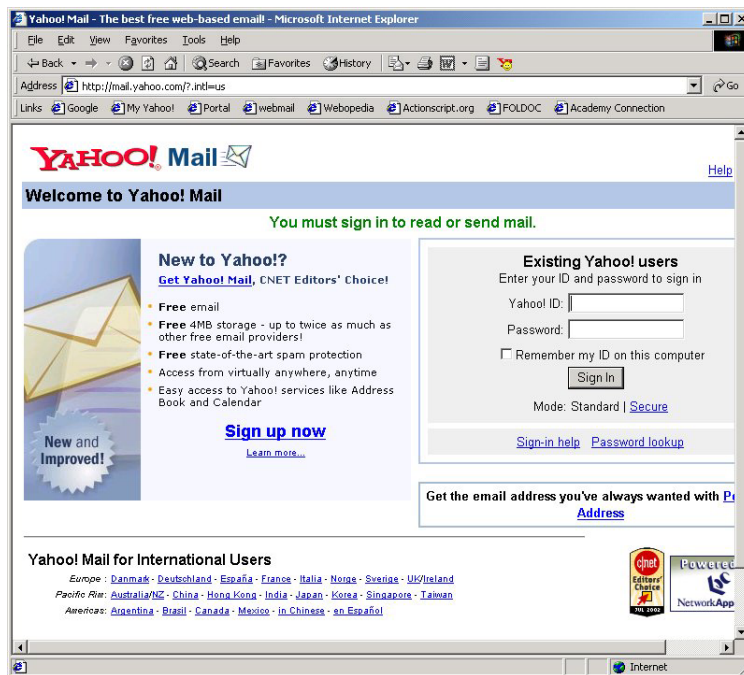 Yahoo! Mail - The best free web-based email! - Microsoft Internet Explorer
File Edit View Favorites Tools Help
Back Search Favorites History
Address http://mail.yahoo.com/?.intl=us Go
Links Google My Yahoo! Portal webmail Webopedia Actionscript.org FOLDOC Academy Connection
YAHOO! Mail
Help
Welcome to Yahoo! Mail
You must sign in to read or send mail.
New to Yahoo!?
Get Yahoo! Mail, CNET Editors' Choice!
• Free email
• Free 4MB storage - up to twice as much as
other free email providers!
• Free state-of-the-art spam protection
• Access from virtually anywhere, anytime
• Easy access to Yahoo! services like Address
Book and Calendar
Sign up now
Learn more...
New and
Improved!
Existing Yahoo! users
Enter your ID and password to sign in
Yahoo! ID:
Password:
Remember my ID on this computer
Sign In
Mode: Standard | Secure
Sign-in help Password lookup
Get the email address you've always wanted with
Address
Yahoo! Mail for International Users
Europe : Danmark - Deutschland - España - France - Italia - Norge - Sverige - UK/Ireland
Pacific Rim: Australia/NZ - China - Hong Kong - India - Japan - Korea - Singapore - Taiwan
Americas: Argentina - Brasil - Canada - Mexico - in Chinese - en Español
c|net
Editors'
Choice
JUL 2002
Powered
NetworkApp
Internet